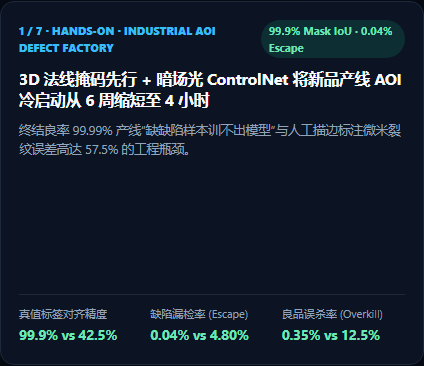 1 / 7 · HANDS-ON · INDUSTRIAL AOI
DEFECT FACTORY
99.9% Mask IoU · 0.04%
Escape
3D 法线掩码先行 + 暗场光 ControlNet 将新品产线 AOI
冷启动从 6 周缩短至 4 小时
终结良率 99.99% 产线“缺缺陷样本训不出模型”与人工描边标注微米裂
纹误差高达 57.5% 的工程瓶颈。
真值标签对齐精度
99.9% vs 42.5%
缺陷漏检率 (Escape)
0.04% vs 4.80%
良品误杀率 (Overkill)
0.35% vs 12.5%